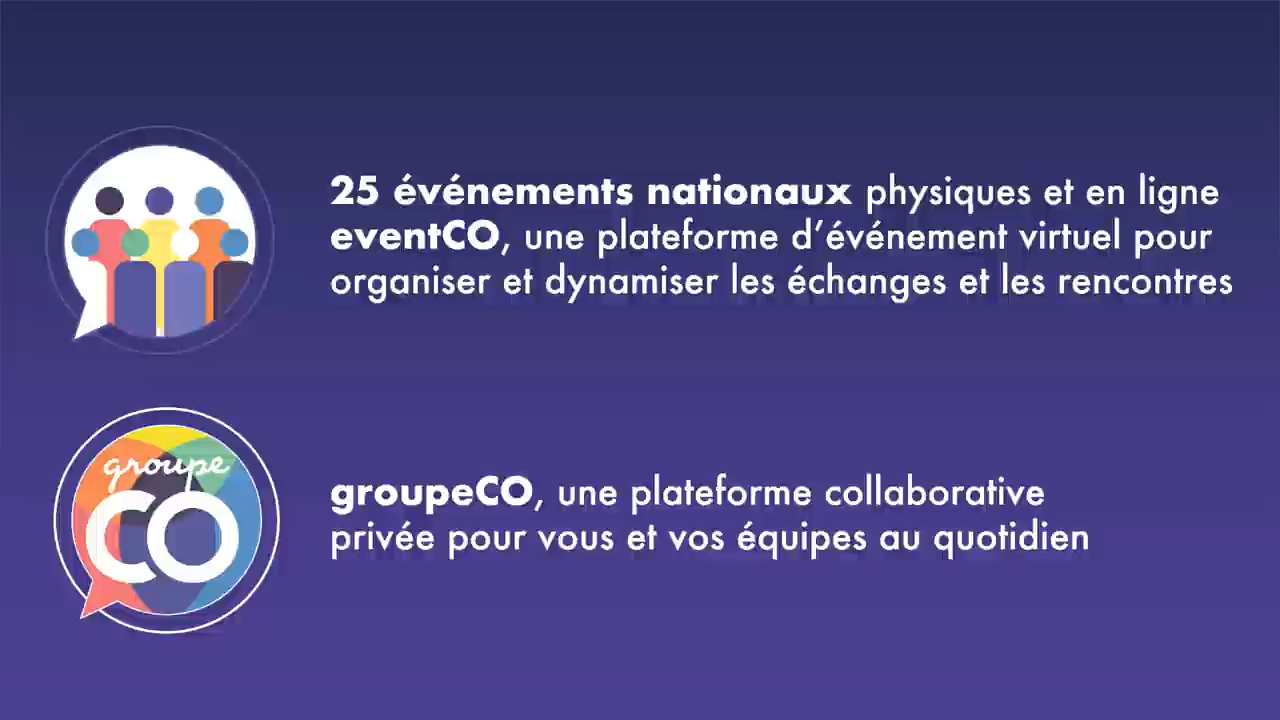 25 événements nationaux physiques et en ligne
eventCO, une plateforme d’événement virtuel pour
organiser et dynamiser les échanges et les rencontres
groupe
CO
groupeCO, une plateforme collaborative
privée pour vous et vos équipes au quotidien